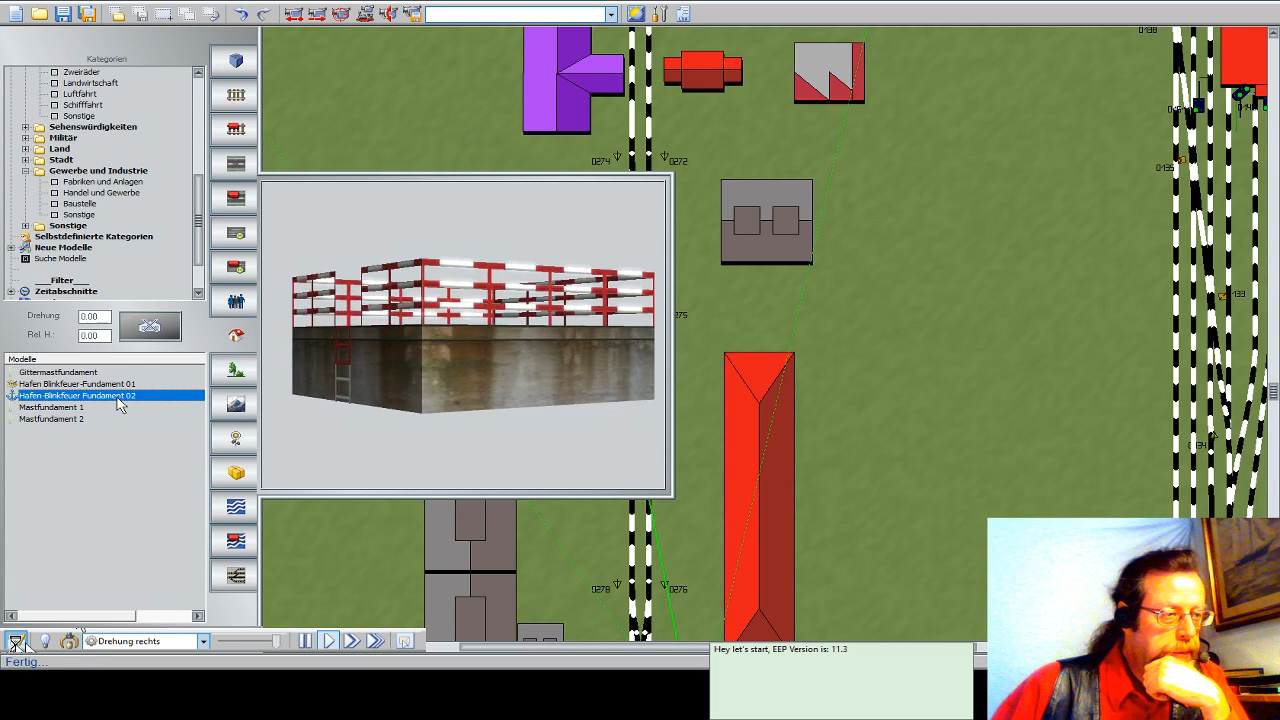 Kategorien
Zweiräder
Landwirtschaft
Luftfahrt
Schifffahrt
Sonstige
Sehenswürdigkeiten
Militär
Land
Stadt
Gewerbe und Industrie
Fabriken und Anlagen
Handel und Gewerbe
Baustelle
Sonstige
Sonstige
Selbstdefinierte Kategorien
Neue Modelle
Suche Modelle
____Filter____
Zeitabschnitte
Drehung: 0.00
Rel H.: 0.00
Modelle
Gittermastfundament
Hafen Blinkfeuer-Fundament 01
Hafen-Blinkfeuer Fundament 02
Mastfundament 1
Mastfundament 2
Drehung rechts
Fertig...
0274
0272
0278
0276
0138
0135
Hey let's start, EEP Version is: 11.3